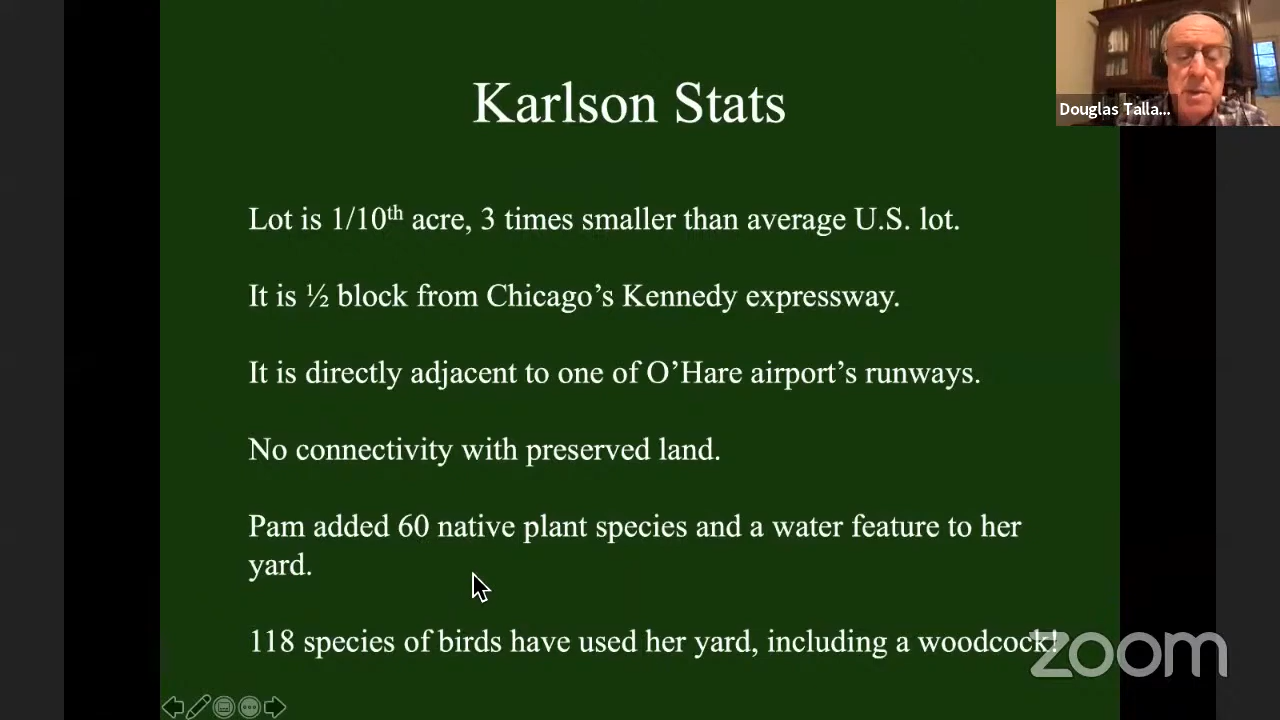 Karlson Stats
Douglas Talla...
Lot is 1/10th acre, 3 times smaller than average U.S. lot.
It is ½ block from Chicago’s Kennedy expressway.
It is directly adjacent to one of O’Hare airport’s runways.
No connectivity with preserved land.
Pam added 60 native plant species and a water feature to her
yard.
118 species of birds have used her yard, including a woodcock!
zoom